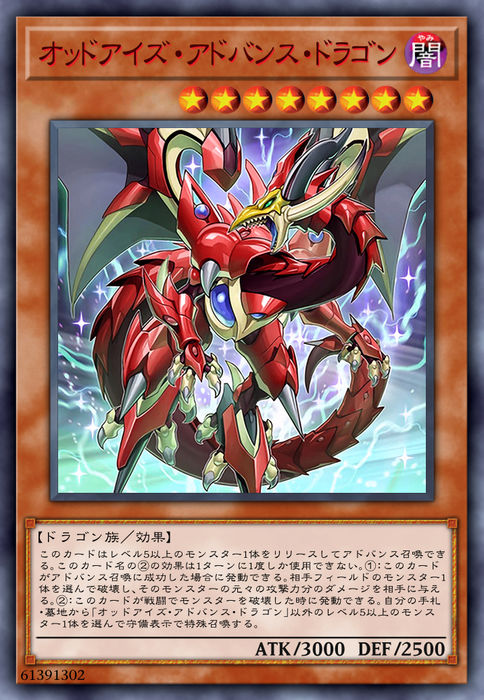 オッドアイズ・アドバンス・ドラゴン
やみ
闇
【ドラゴン族／効果】
このカードはレベル5以上のモンスター1体をリリースしてアドバンス召喚でき
る。このカード名の②の効果は1ターンに1度しか使用できない。①:このカー
ドがアドバンス召喚に成功した場合に発動できる。相手フィールドのモンスター1
体を選んで破壊し、そのモンスターの元々の攻撃力分のダメージを相手に与え
る。②:このカードが戦闘でモンスターを破壊した時に発動できる。自分の手札
・墓地から「オッドアイズ・アドバンス・ドラゴン」以外のレベル5以上のモンス
ター1体を選んで守備表示で特殊召喚する。
ATK/3000 DEF/2500
61391302